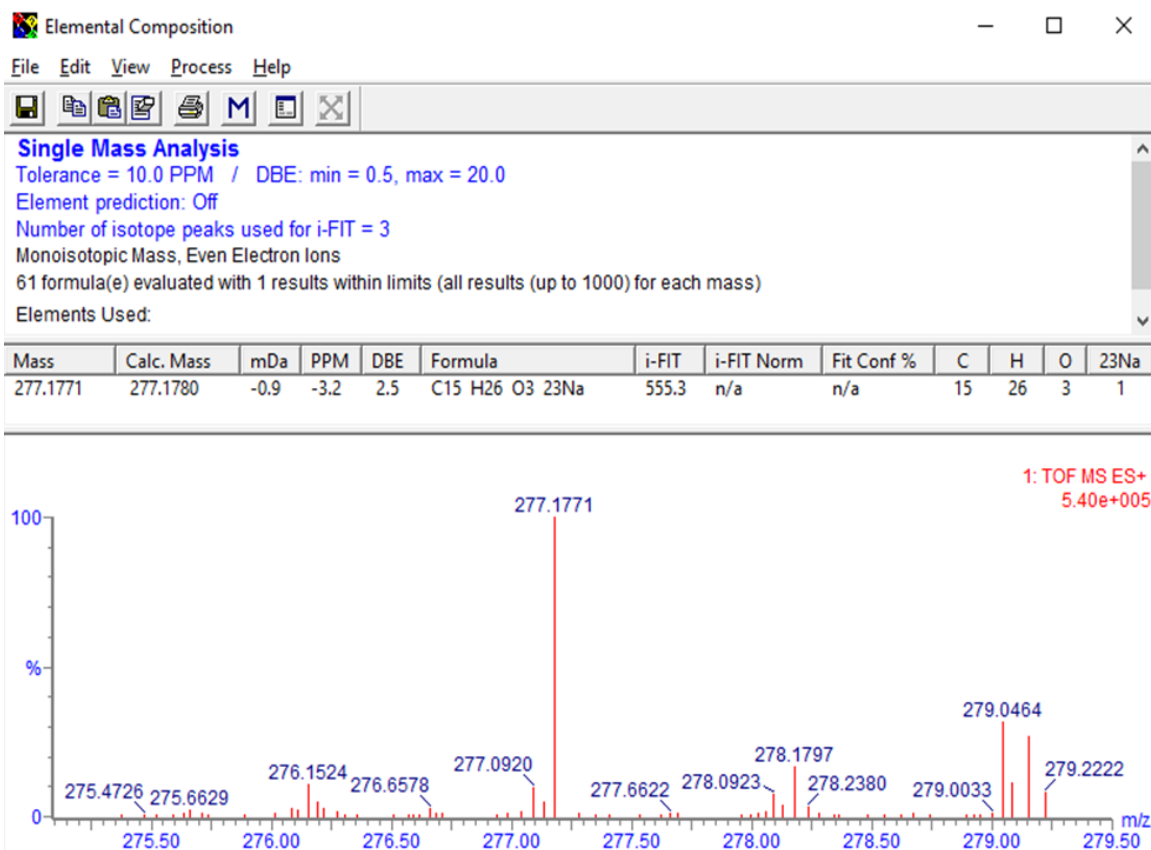 Elemental Composition
File Edit View Process Help
M
Single Mass Analysis
Tolerance = 10.0 PPM / DBE: min = 0.5, max = 20.0
Element prediction: Off
Number of isotope peaks used for i-FIT = 3
Monoisotopic Mass, Even Electron Ions
61 formula(e) evaluated with 1 results within limits (all results (up to 1000) for each mass)
Elements Used:
Mass Calc. Mass mDa PPM DBE Formula i-FIT i-FIT Norm Fit Conf % C H O 23Na
277.1771 277.1780 -0.9 -3.2 2.5 C15 H26 O3 23Na 555.3 n/a n/a 15 26 3 1
1: TOF MS ES+
5.40e+005
100
277.1771
%
279.0464
278.1797
276.1524
277.0920
279.2222
275.4726
275.6629
276.6578
277.6622
278.0923
278.2380
279.0033
0
m/z
275.50 276.00 276.50 277.00 277.50 278.00 278.50 279.00 279.50